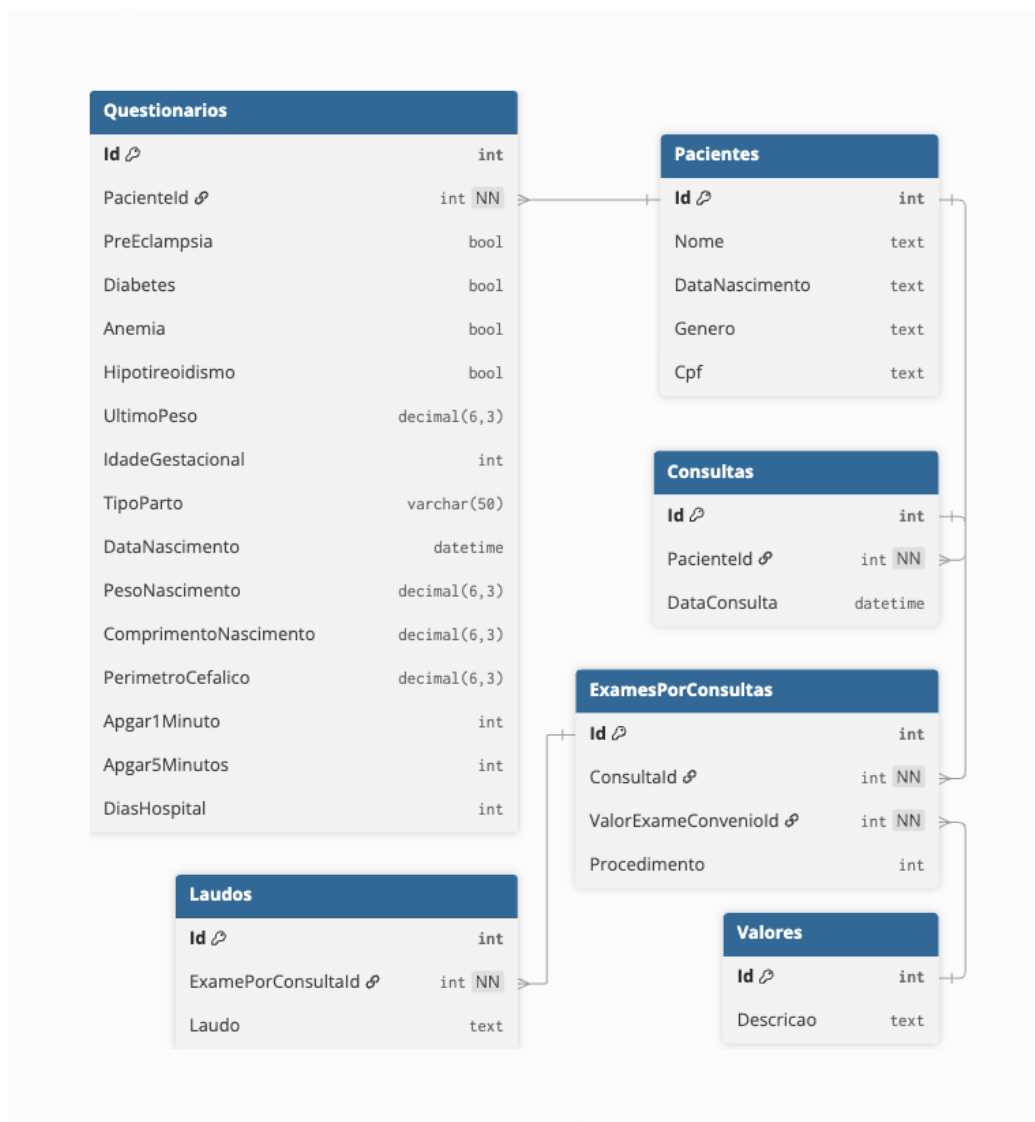 Questionarios
Id int
PacienteId int NN
PreEclampsia bool
Diabetes bool
Anemia bool
Hipotireoidismo bool
UltimoPeso decimal(6,3)
IdadeGestacional int
TipoParto varchar(50)
DataNascimento datetime
PesoNascimento decimal(6,3)
ComprimentoNascimento decimal(6,3)
PerimetroCefalico decimal(6,3)
Apgar1Minuto int
Apgar5Minutos int
DiasHospital int
Pacientes
Id int
Nome text
DataNascimento text
Genero text
Cpf text
Consultas
Id int
PacienteId int NN
DataConsulta datetime
ExamesPorConsultas
Id int
ConsultaId int NN
ValorExameConvenioId int NN
Procedimento int
Laudos
Id int
ExamePorConsultaId int NN
Laudo text
Valores
Id int
Descricao text